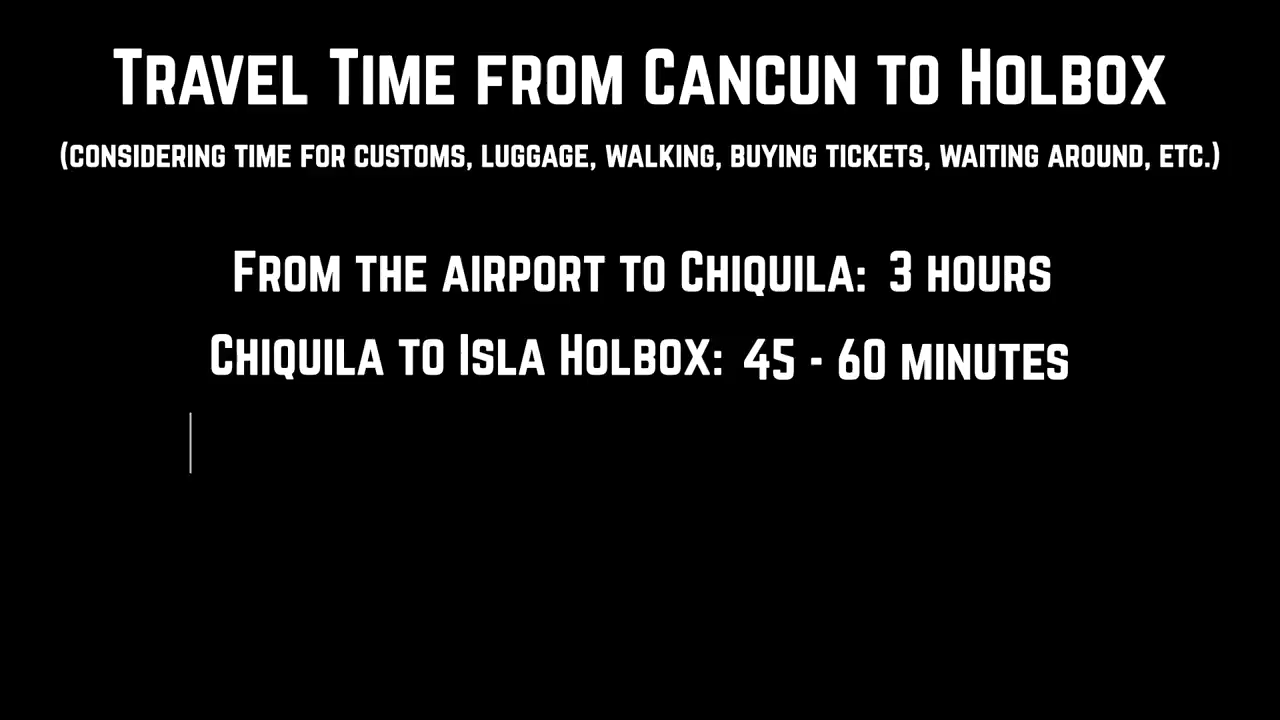 Travel Time from Cancun to Holbox
(considering time for customs, luggage, walking, buying tickets, waiting around, etc.)
From the airport to Chiquila: 3 hours
Chiquila to Isla Holbox: 45 - 60 minutes